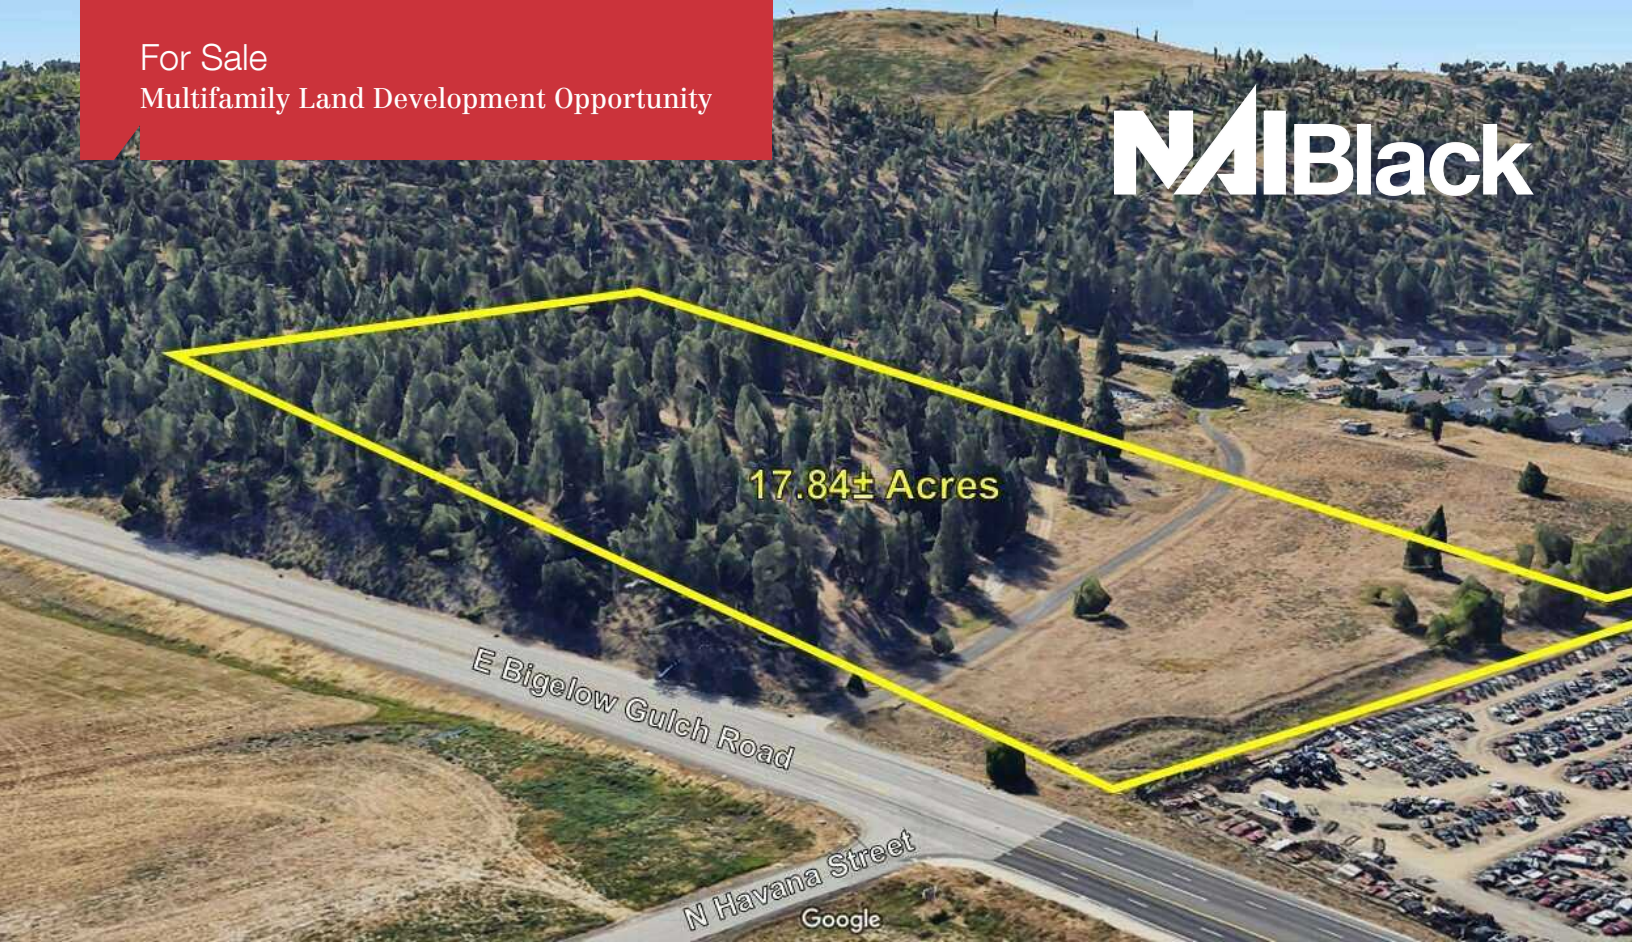 For Sale
Multifamily Land Development Opportunity
NAIBlack
17.84± Acres
E Bigelow Gulch Road
N Havana Street
Google